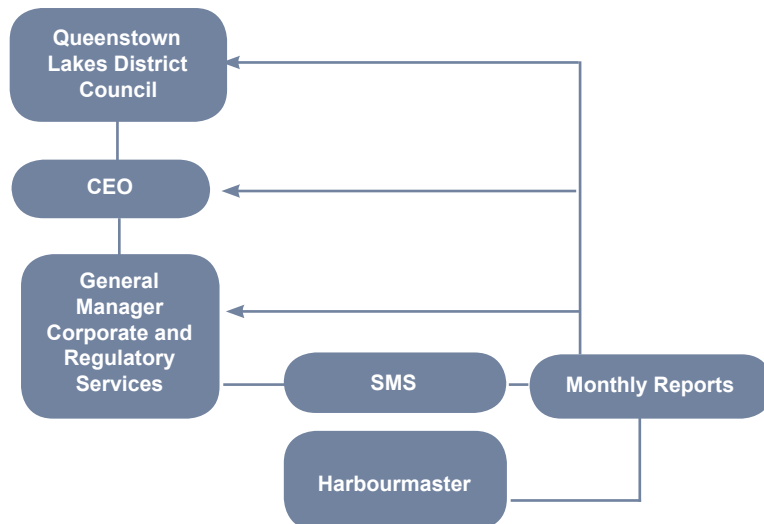 Queenstown
Lakes District
Council
CEO
General
Manager
Corporate and
Regulatory
Services
SMS
Monthly Reports
Harbourmaster